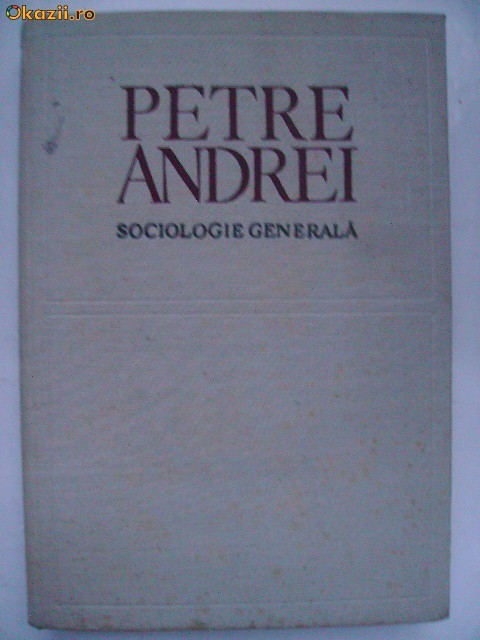 Okazii.ro
PETRE
ANDREI
SOCIOLOGIE GENERALĂ